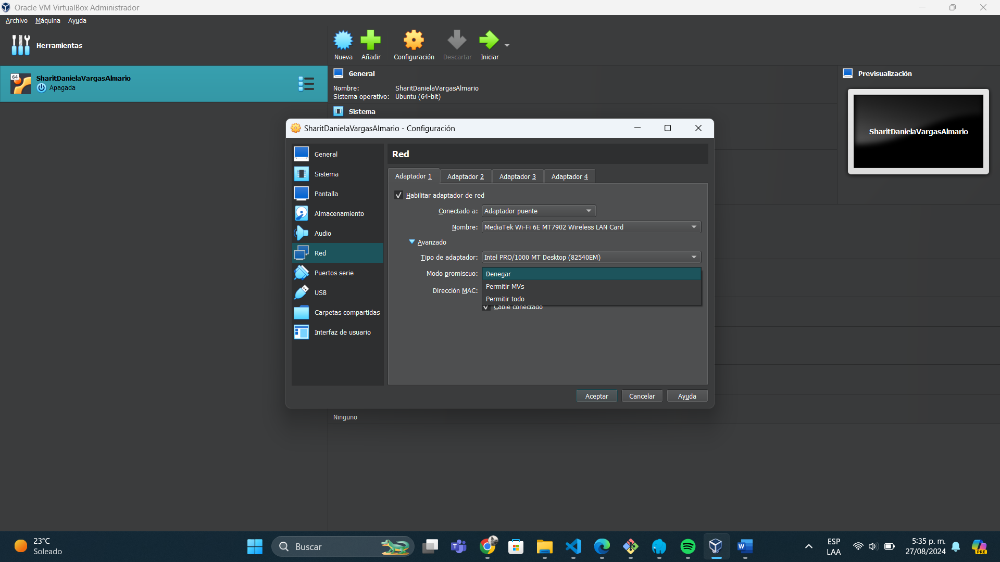 Oracle VM VirtualBox Administrador
Archivo Máquina Ayuda
Herramientas
Nueva Añadir Configuración Descartar Iniciar
64
SharitDanielaVargasAlmario
Apagada
General
Nombre: SharitDanielaVargasAlmario
Sistema operativo: Ubuntu (64-bit)
Sistema
Previsualización
SharitDanielaVargasAlmario
SharitDanielaVargasAlmario - Configuración
General
Sistema
Pantalla
Almacenamiento
Audio
Red
Puertos serie
USB
Carpetas compartidas
Interfaz de usuario
Red
Adaptador 1 Adaptador 2 Adaptador 3 Adaptador 4
Habilitar adaptador de red
Conectado a: Adaptador puente
Nombre: MediaTek Wi-Fi 6E MT7902 Wireless LAN Card
Avanzado
Tipo de adaptador: Intel PRO/1000 MT Desktop (82540EM)
Modo promiscuo: Denegar
Permitir MVs
Dirección MAC:
Permitir todo
Cable conectado
Aceptar Cancelar Ayuda
Ninguno
23°C
Soleado
Buscar
ESP
LAA
5:35 p. m.
27/08/2024
PRE